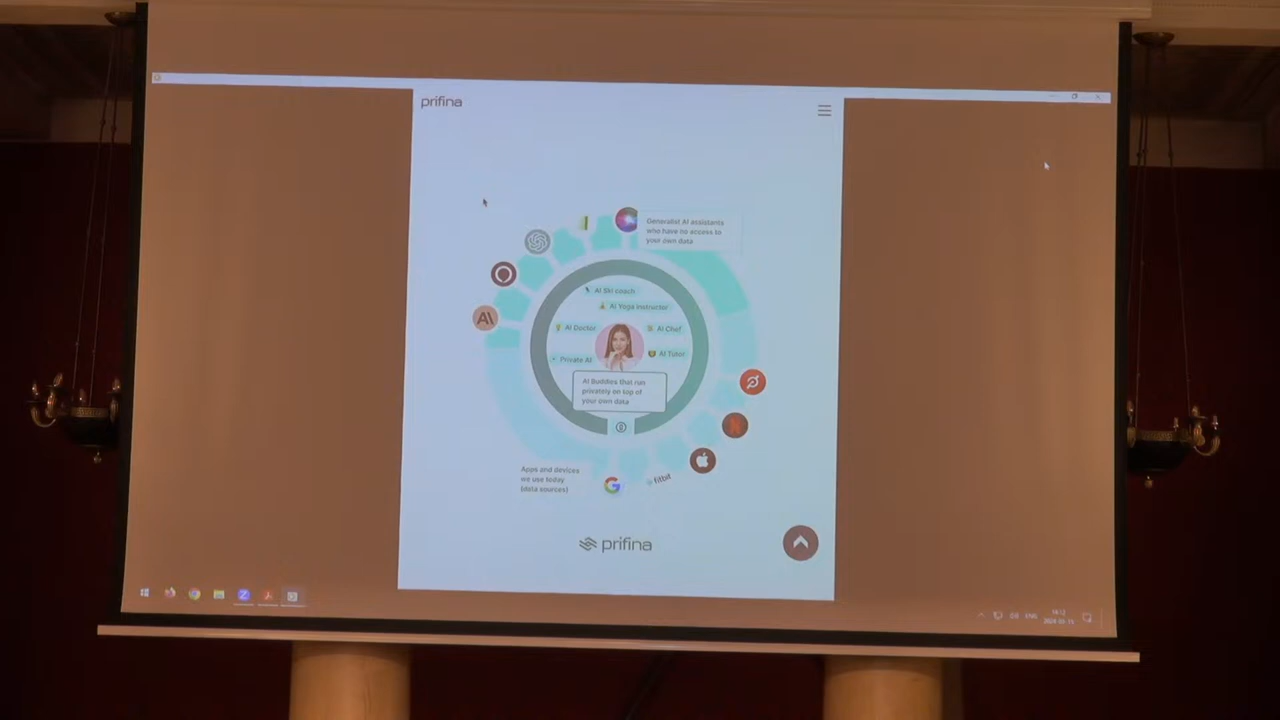 prifina
Generalist AI assistants
who have no access to
your own data
AI Ski coach
AI Yoga instructor
AI Doctor
AI Chef
Private AI
AI Tutor
AI Buddies that run
privately on top of
your own data
Apps and devices
we use today
(data sources)
fitbit
prifina
ENG